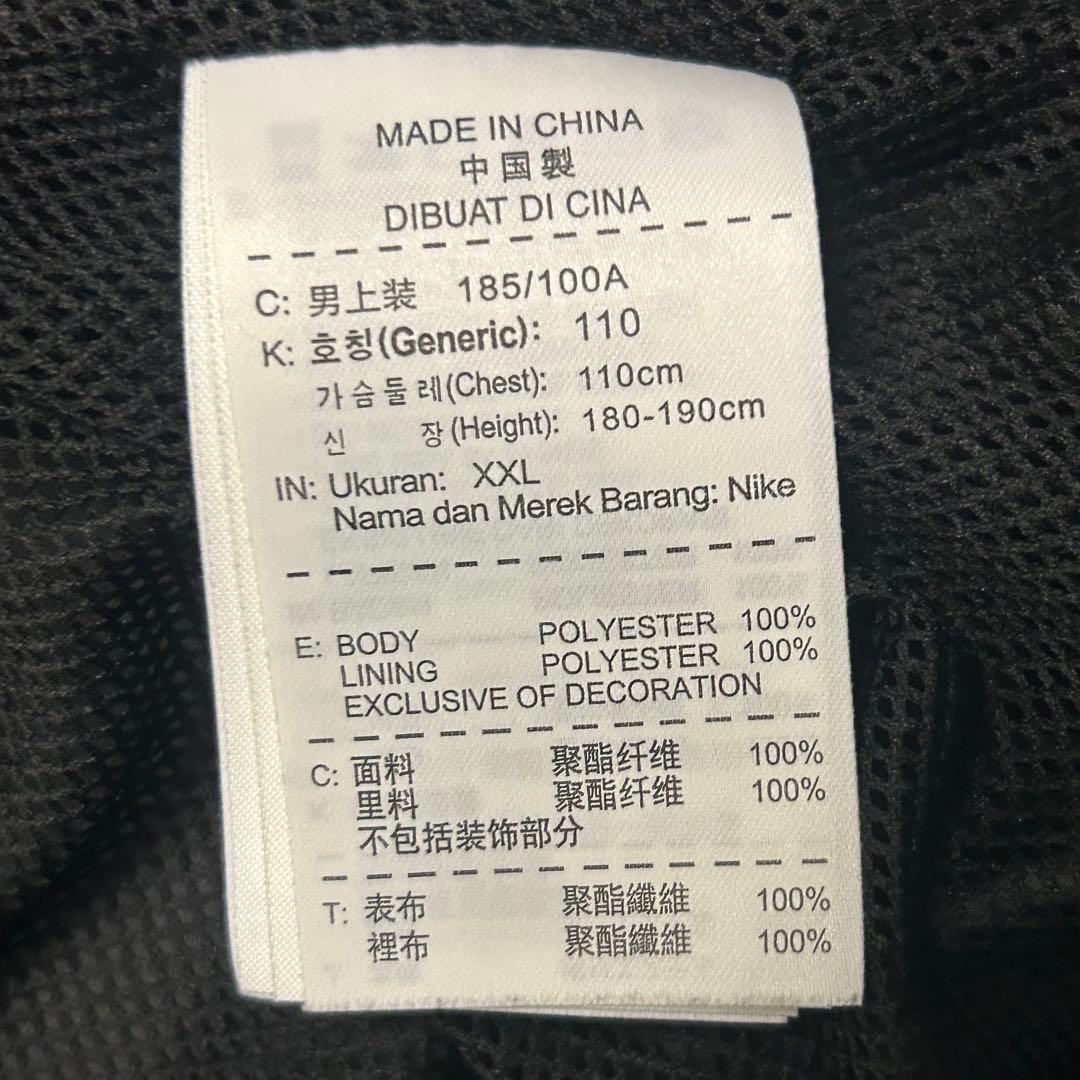 MADE IN CHINA
中国製
DIBUAT DI CINA
C: 男上装 185/100A
K: 호칭(Generic): 110
가슴둘레(Chest): 110cm
신 장(Height): 180-190cm
IN: Ukuran: XXL
Nama dan Merek Barang: Nike
E: BODY POLYESTER 100%
LINING POLYESTER 100%
EXCLUSIVE OF DECORATION
C: 面料 聚酯纤维 100%
里料 聚酯纤维 100%
不包括装饰部分
T: 表布 聚酯纖維 100%
裡布 聚酯纖維 100%